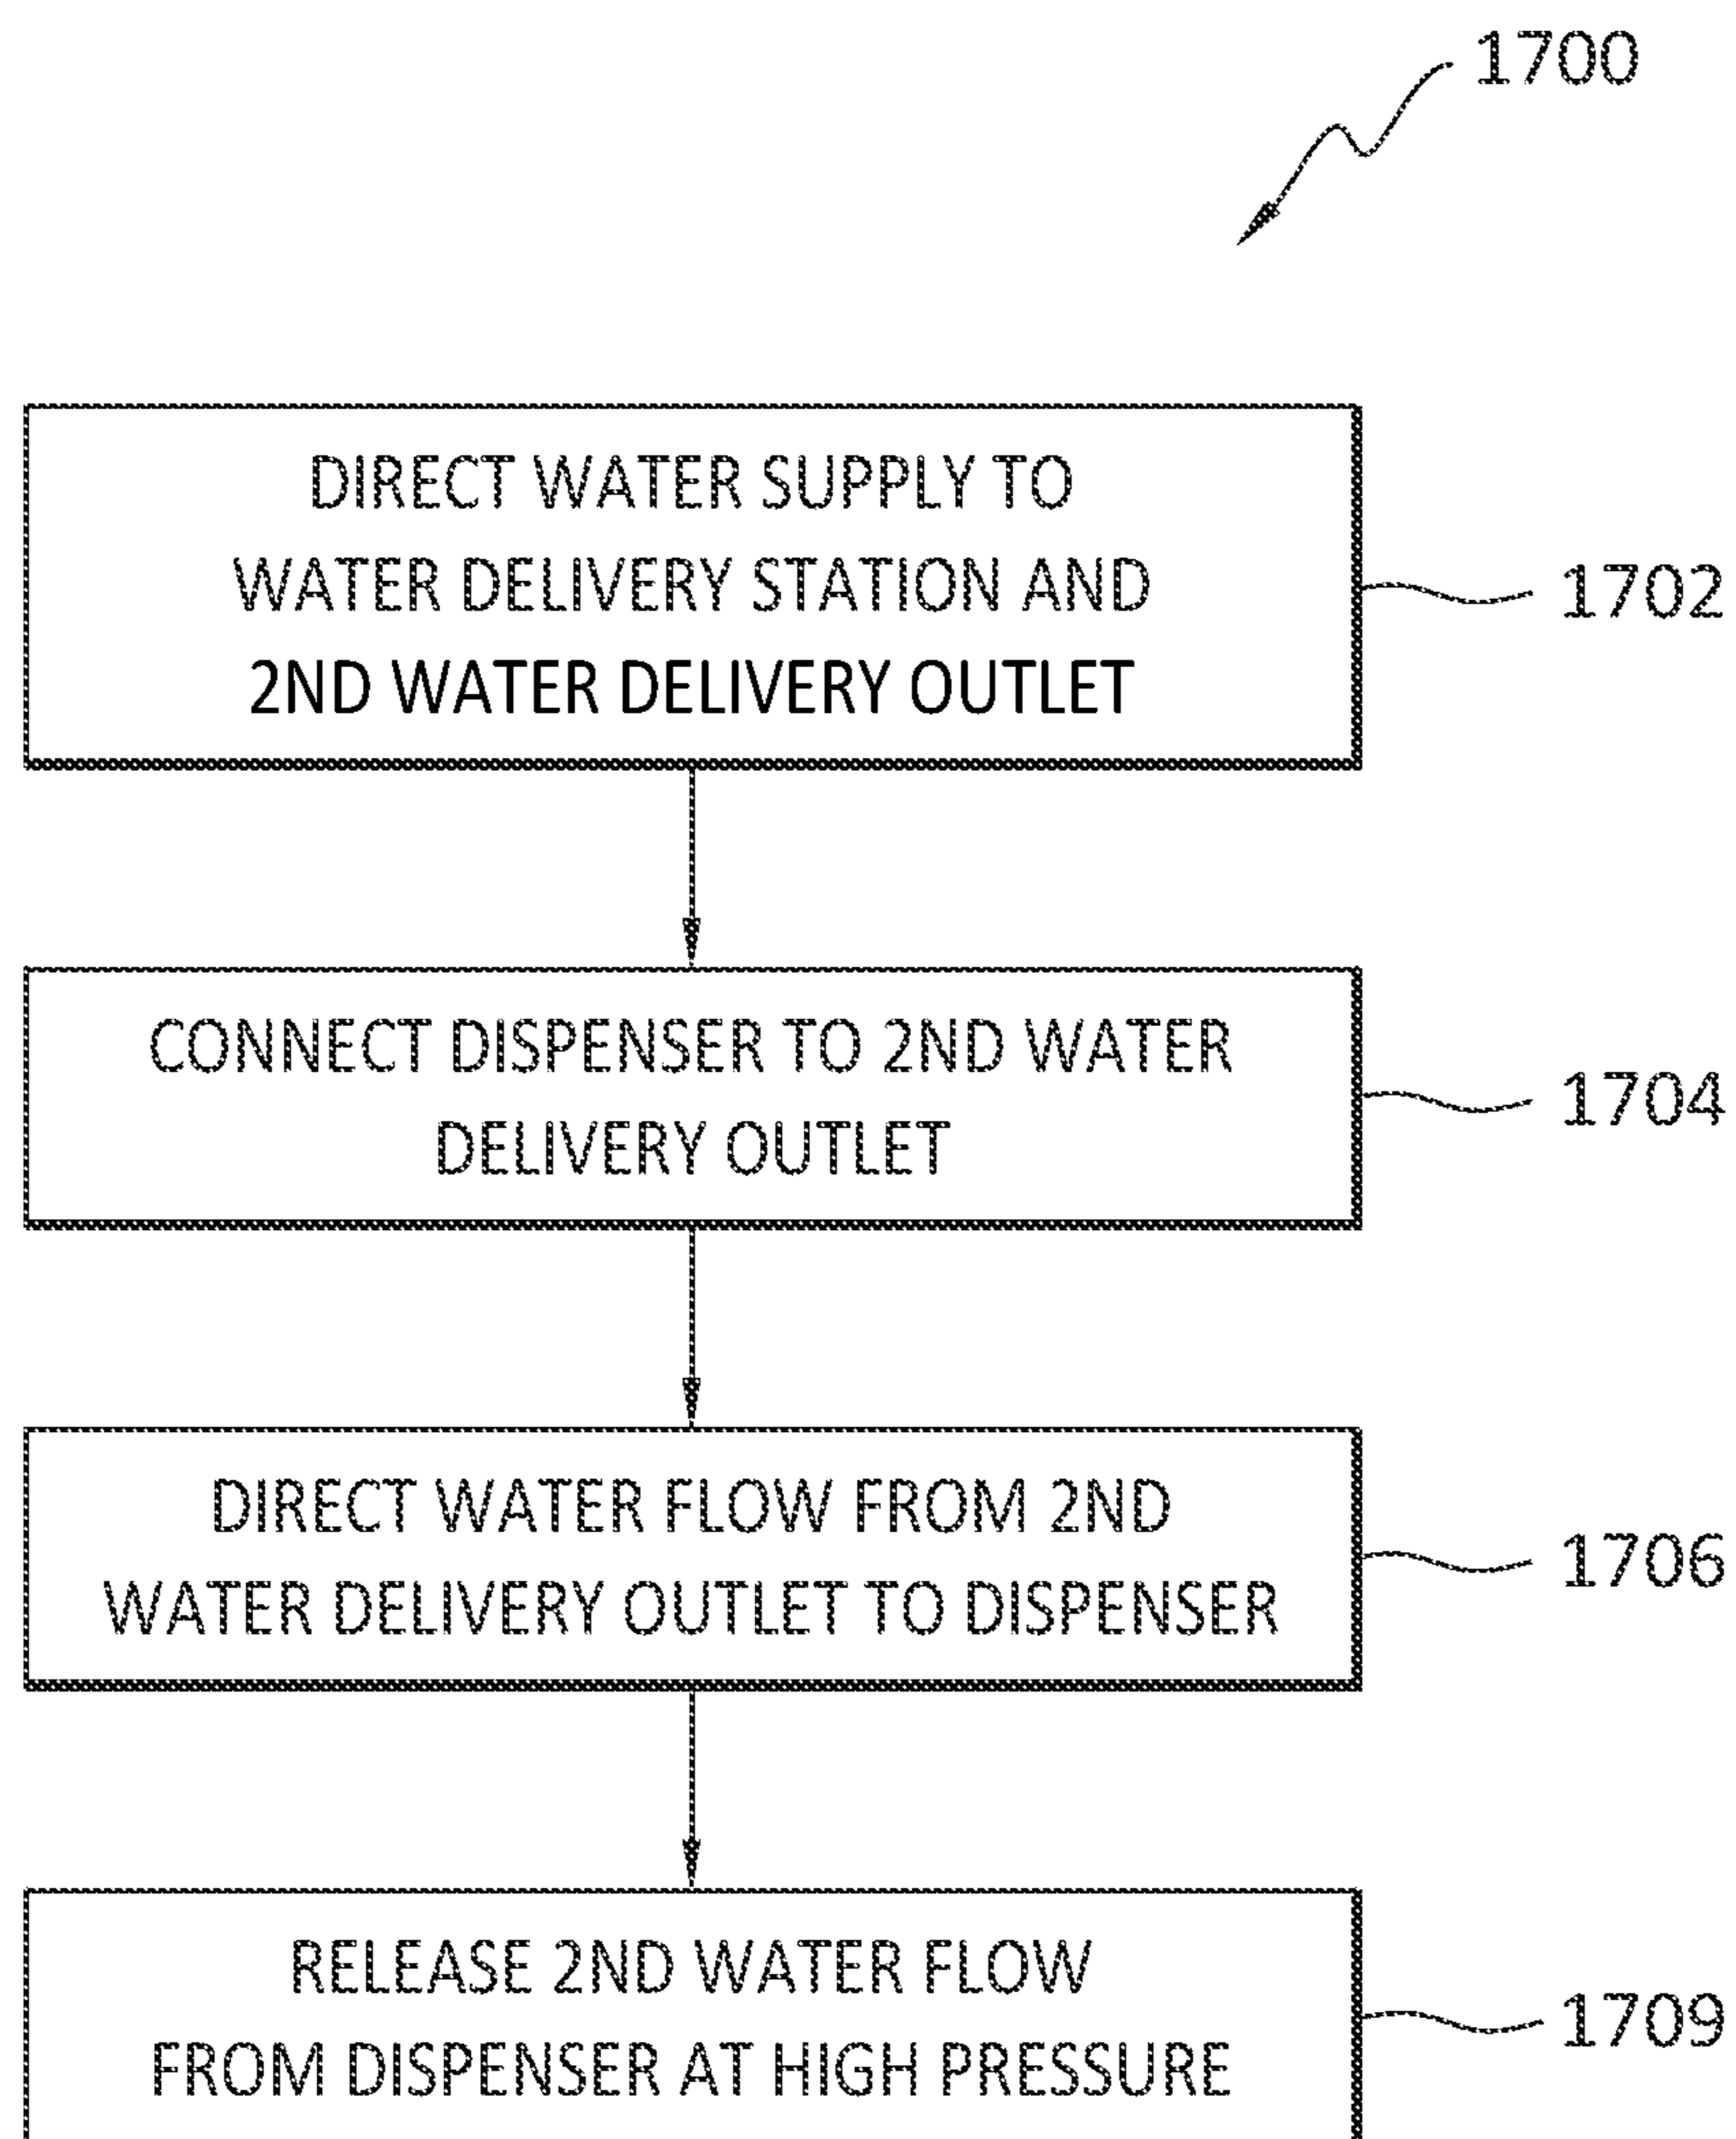 1700
DIRECT WATER SUPPLY TO
WATER DELIVERY STATION AND
2ND WATER DELIVERY OUTLET
1702
CONNECT DISPENSER TO 2ND WATER
DELIVERY OUTLET
1704
DIRECT WATER FLOW FROM 2ND
WATER DELIVERY OUTLET TO DISPENSER
1706
RELEASE 2ND WATER FLOW
FROM DISPENSER AT HIGH PRESSURE
1709